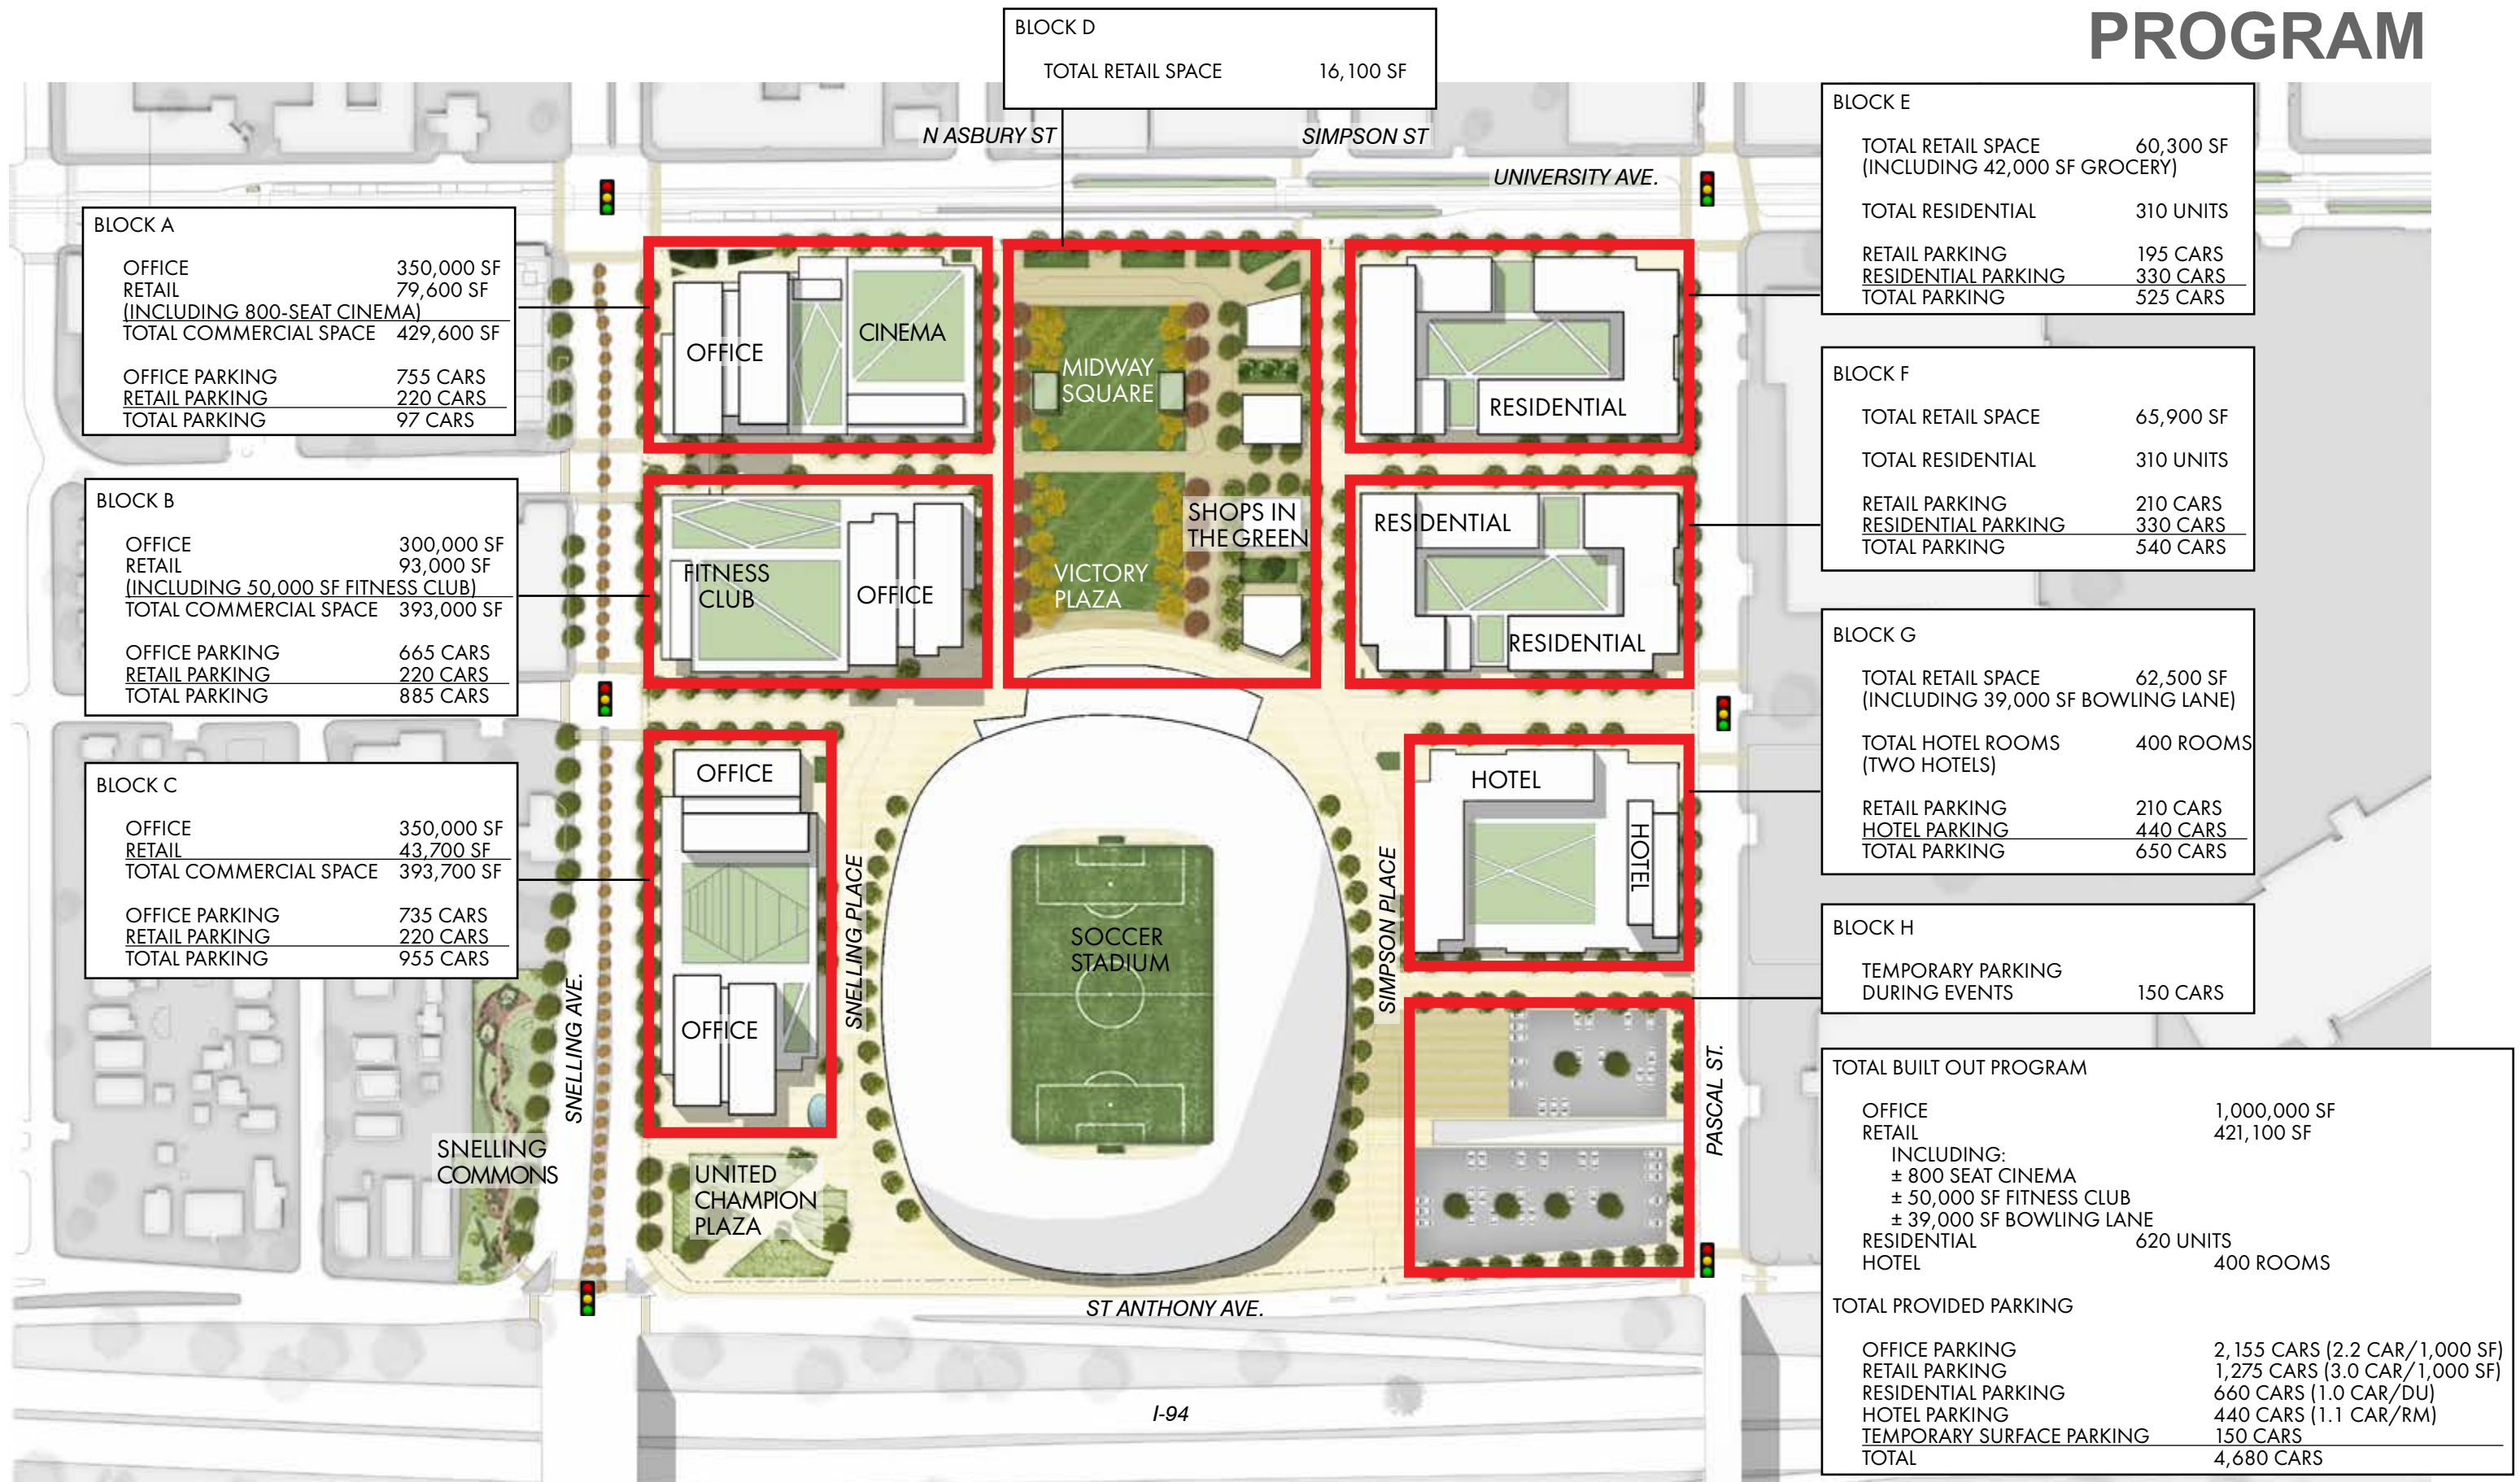 PROGRAM
BLOCK D
TOTAL RETAIL SPACE 16,100 SF
N ASBURY ST
SIMPSON ST
UNIVERSITY AVE.
BLOCK A
OFFICE 350,000 SF
RETAIL 79,600 SF
(INCLUDING 800-SEAT CINEMA)
TOTAL COMMERCIAL SPACE 429,600 SF
OFFICE PARKING 755 CARS
RETAIL PARKING 220 CARS
TOTAL PARKING 97 CARS
BLOCK B
OFFICE 300,000 SF
RETAIL 93,000 SF
(INCLUDING 50,000 SF FITNESS CLUB)
TOTAL COMMERCIAL SPACE 393,000 SF
OFFICE PARKING 665 CARS
RETAIL PARKING 220 CARS
TOTAL PARKING 885 CARS
BLOCK C
OFFICE 350,000 SF
RETAIL 43,700 SF
TOTAL COMMERCIAL SPACE 393,700 SF
OFFICE PARKING 735 CARS
RETAIL PARKING 220 CARS
TOTAL PARKING 955 CARS
OFFICE
CINEMA
MIDWAY
SQUARE
RESIDENTIAL
FITNESS
CLUB
OFFICE
VICTORY
PLAZA
SHOPS IN
THE GREEN
RESIDENTIAL
RESIDENTIAL
OFFICE
OFFICE
SNELLING PLACE
SOCCER
STADIUM
SIMPSON PLACE
HOTEL
HOTEL
SNELLING AVE.
PASCAL ST.
SNELLING
COMMONS
UNITED
CHAMPION
PLAZA
ST ANTHONY AVE.
I-94
BLOCK E
TOTAL RETAIL SPACE 60,300 SF
(INCLUDING 42,000 SF GROCERY)
TOTAL RESIDENTIAL 310 UNITS
RETAIL PARKING 195 CARS
RESIDENTIAL PARKING 330 CARS
TOTAL PARKING 525 CARS
BLOCK F
TOTAL RETAIL SPACE 65,900 SF
TOTAL RESIDENTIAL 310 UNITS
RETAIL PARKING 210 CARS
RESIDENTIAL PARKING 330 CARS
TOTAL PARKING 540 CARS
BLOCK G
TOTAL RETAIL SPACE 62,500 SF
(INCLUDING 39,000 SF BOWLING LANE)
TOTAL HOTEL ROOMS 400 ROOMS
(TWO HOTELS)
RETAIL PARKING 210 CARS
HOTEL PARKING 440 CARS
TOTAL PARKING 650 CARS
BLOCK H
TEMPORARY PARKING
DURING EVENTS 150 CARS
TOTAL BUILT OUT PROGRAM
OFFICE 1,000,000 SF
RETAIL 421,100 SF
INCLUDING:
± 800 SEAT CINEMA
± 50,000 SF FITNESS CLUB
± 39,000 SF BOWLING LANE
RESIDENTIAL 620 UNITS
HOTEL 400 ROOMS
TOTAL PROVIDED PARKING
OFFICE PARKING 2,155 CARS (2.2 CAR/1,000 SF)
RETAIL PARKING 1,275 CARS (3.0 CAR/1,000 SF)
RESIDENTIAL PARKING 660 CARS (1.0 CAR/DU)
HOTEL PARKING 440 CARS (1.1 CAR/RM)
TEMPORARY SURFACE PARKING 150 CARS
TOTAL 4,680 CARS